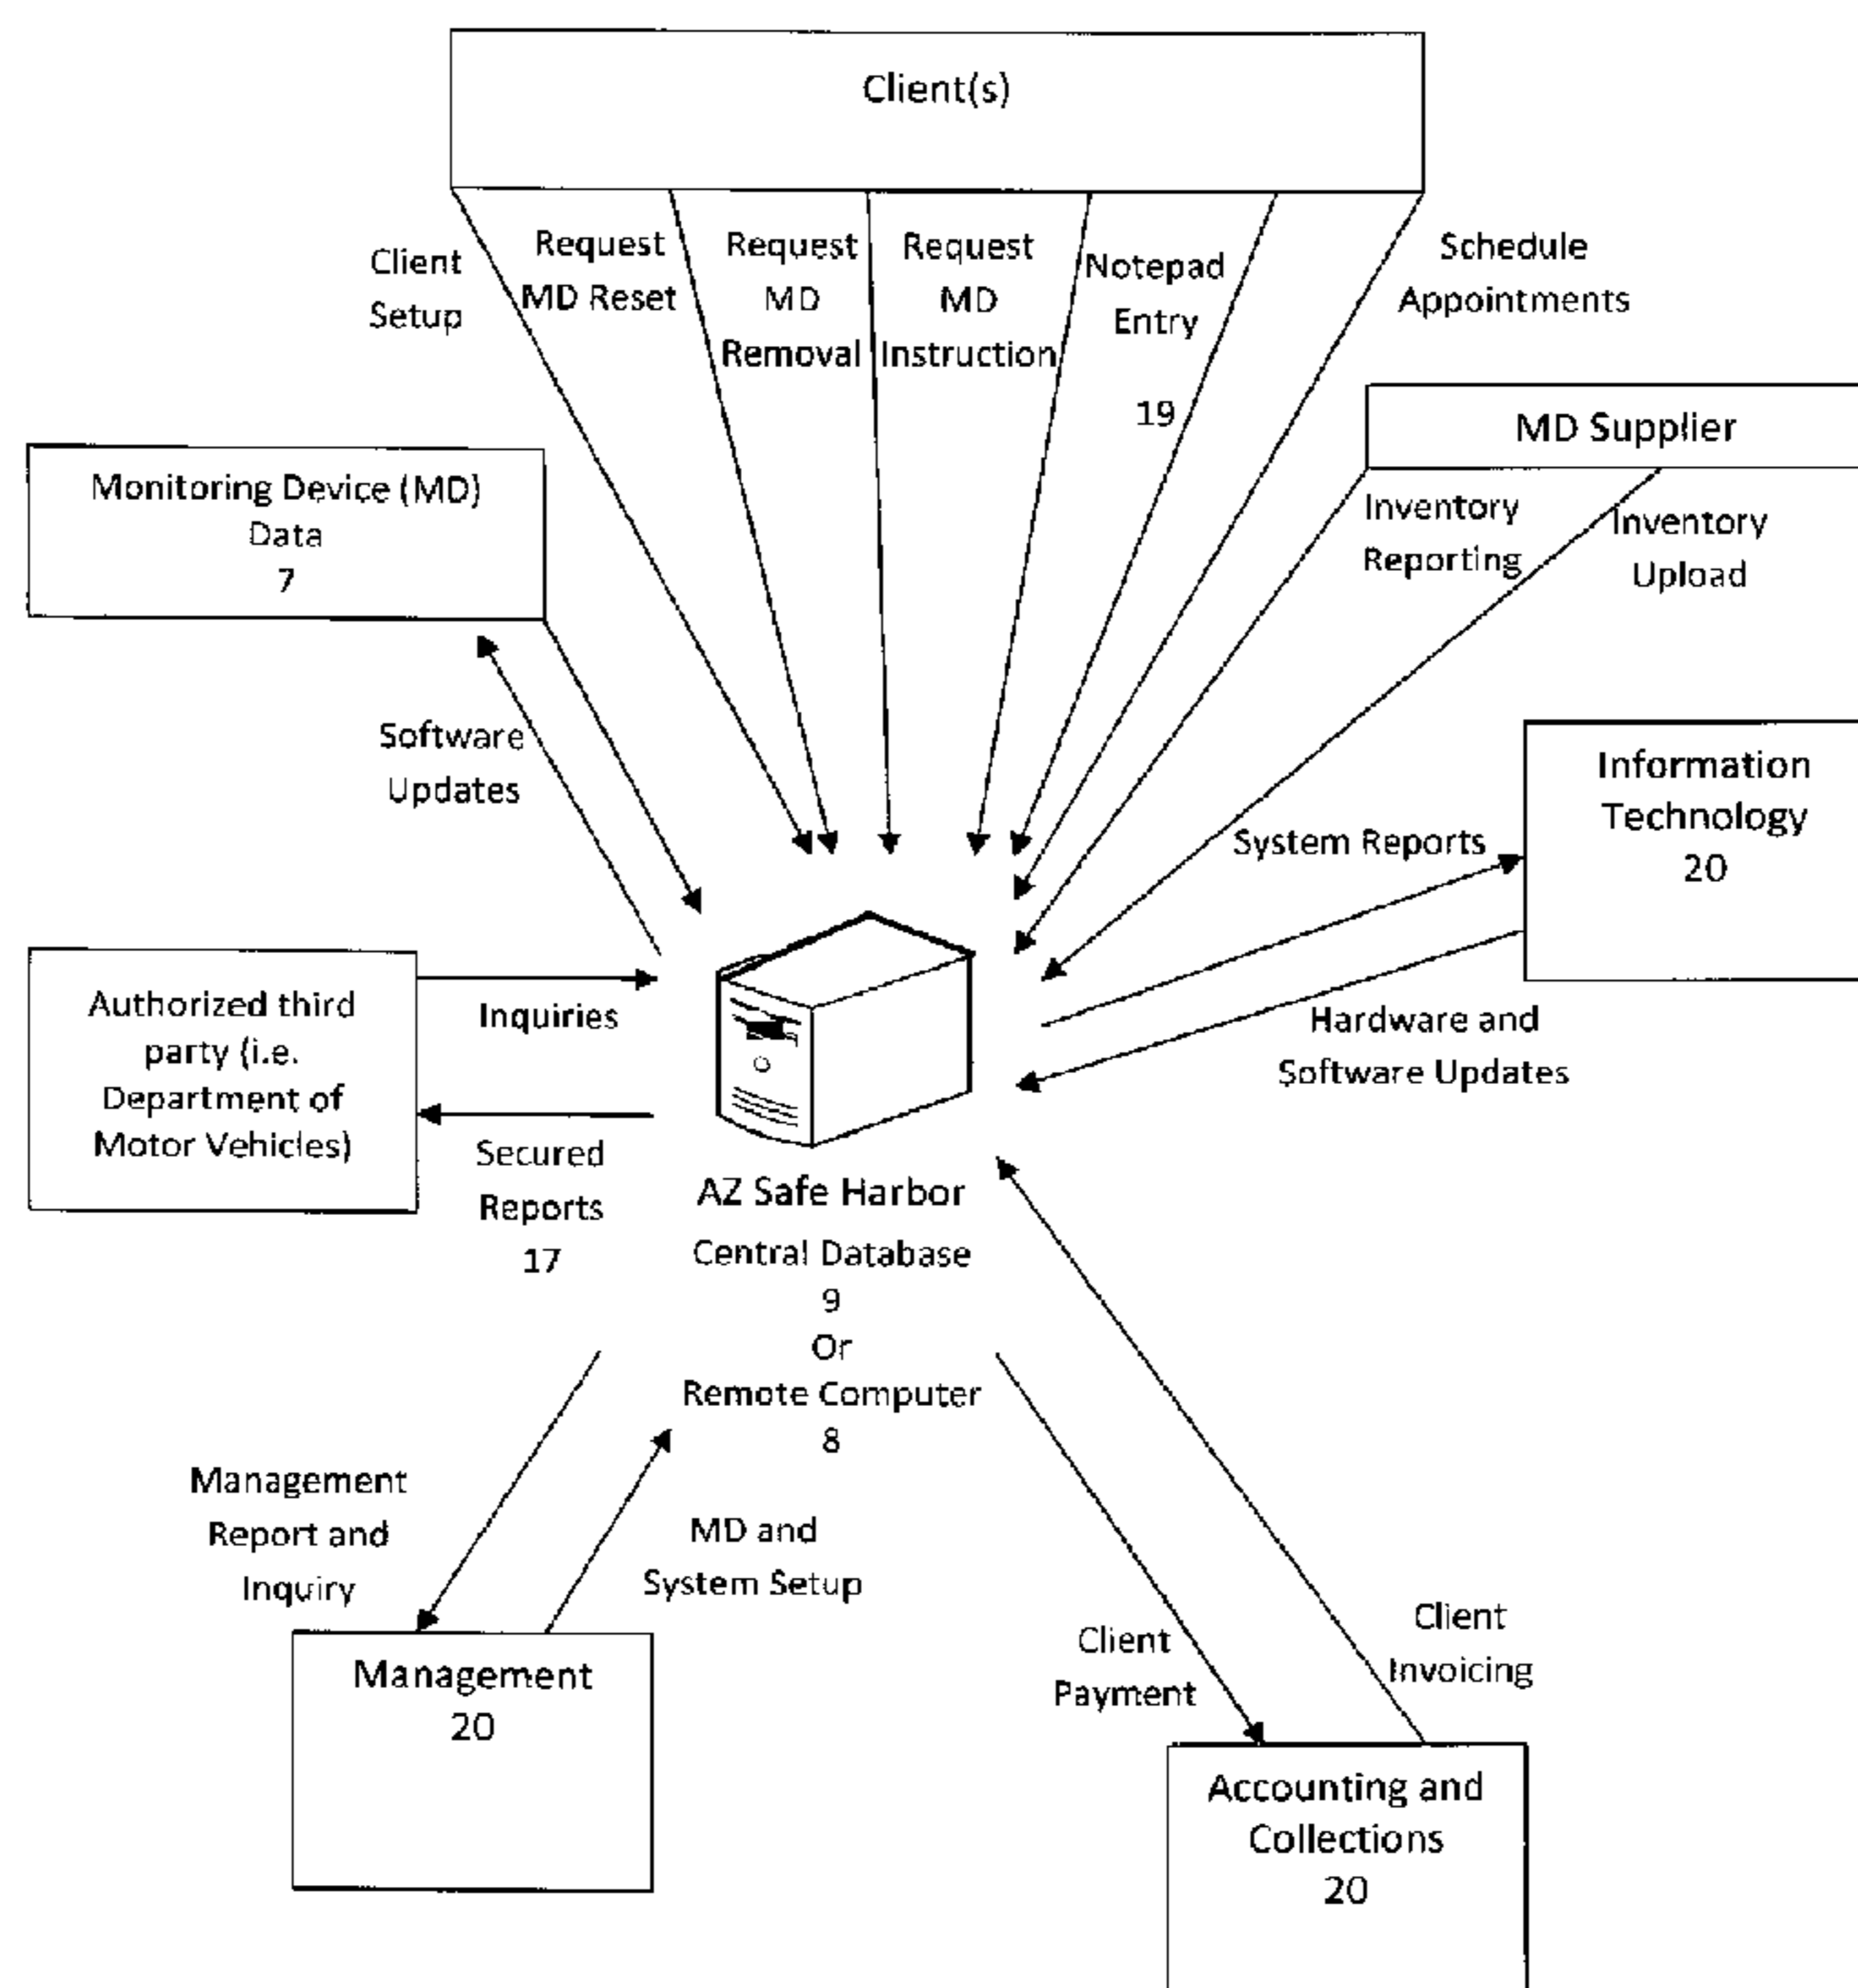 Client(s)
Client
Setup
Request
MD Reset
Request
MD
Removal
Request
MD
Instruction
Notepad
Entry
19
Schedule
Appointments
MD Supplier
Inventory
Reporting
Inventory
Upload
Monitoring Device (MD)
Data
7
Software
Updates
Information
Technology
20
System Reports
Hardware and
Software Updates
Authorized third
party (i.e.
Department of
Motor Vehicles)
Inquiries
Secured
Reports
17
AZ Safe Harbor
Central Database
9
Or
Remote Computer
8
Management
Report and
Inquiry
MD and
System Setup
Management
20
Client
Payment
Client
Invoicing
Accounting and
Collections
20